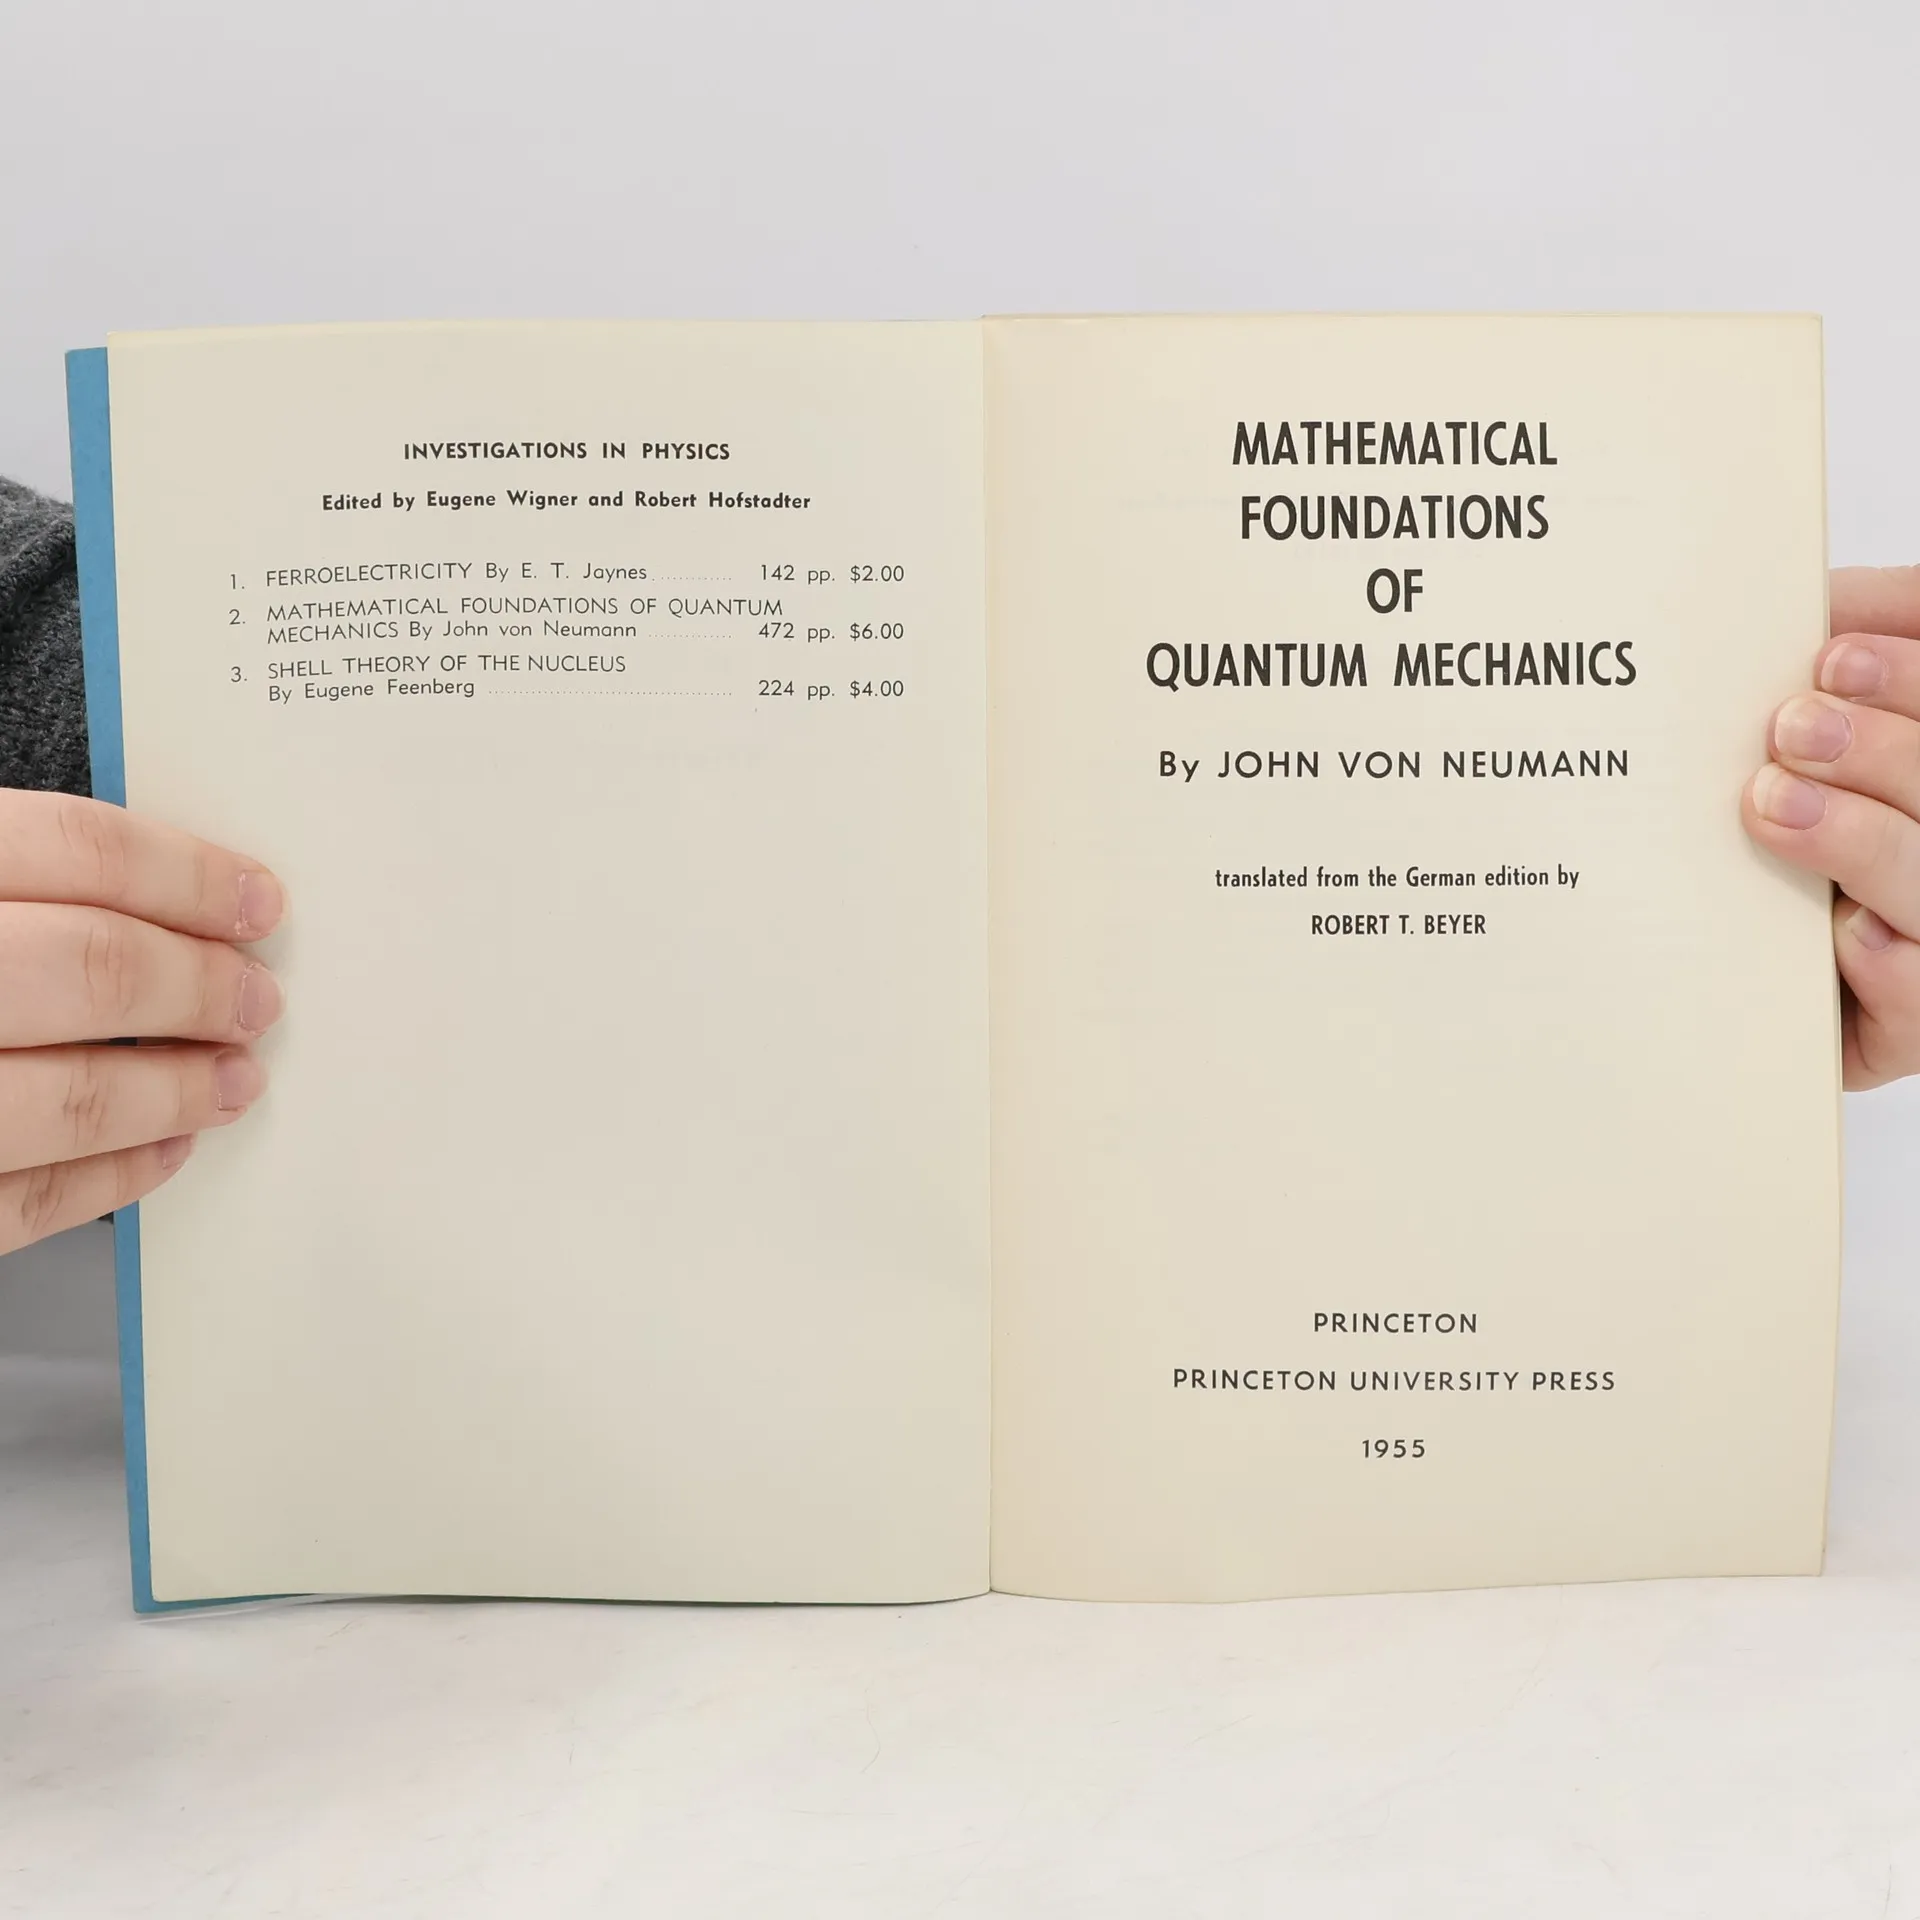 INVESTIGATIONS IN PHYSICS
Edited by Eugene Wigner and Robert Hofstadter
1. FERROELECTRICITY By E. T. Jaynes ............ 142 pp. $2.00
2. MATHEMATICAL FOUNDATIONS OF QUANTUM
MECHANICS By John von Neumann ............ 472 pp. $6.00
3. SHELL THEORY OF THE NUCLEUS
By Eugene Feenberg .................................... 224 pp. $4.00
MATHEMATICAL
FOUNDATIONS
OF
QUANTUM MECHANICS
By JOHN VON NEUMANN
translated from the German edition by
ROBERT T. BEYER
PRINCETON
PRINCETON UNIVERSITY PRESS
1955